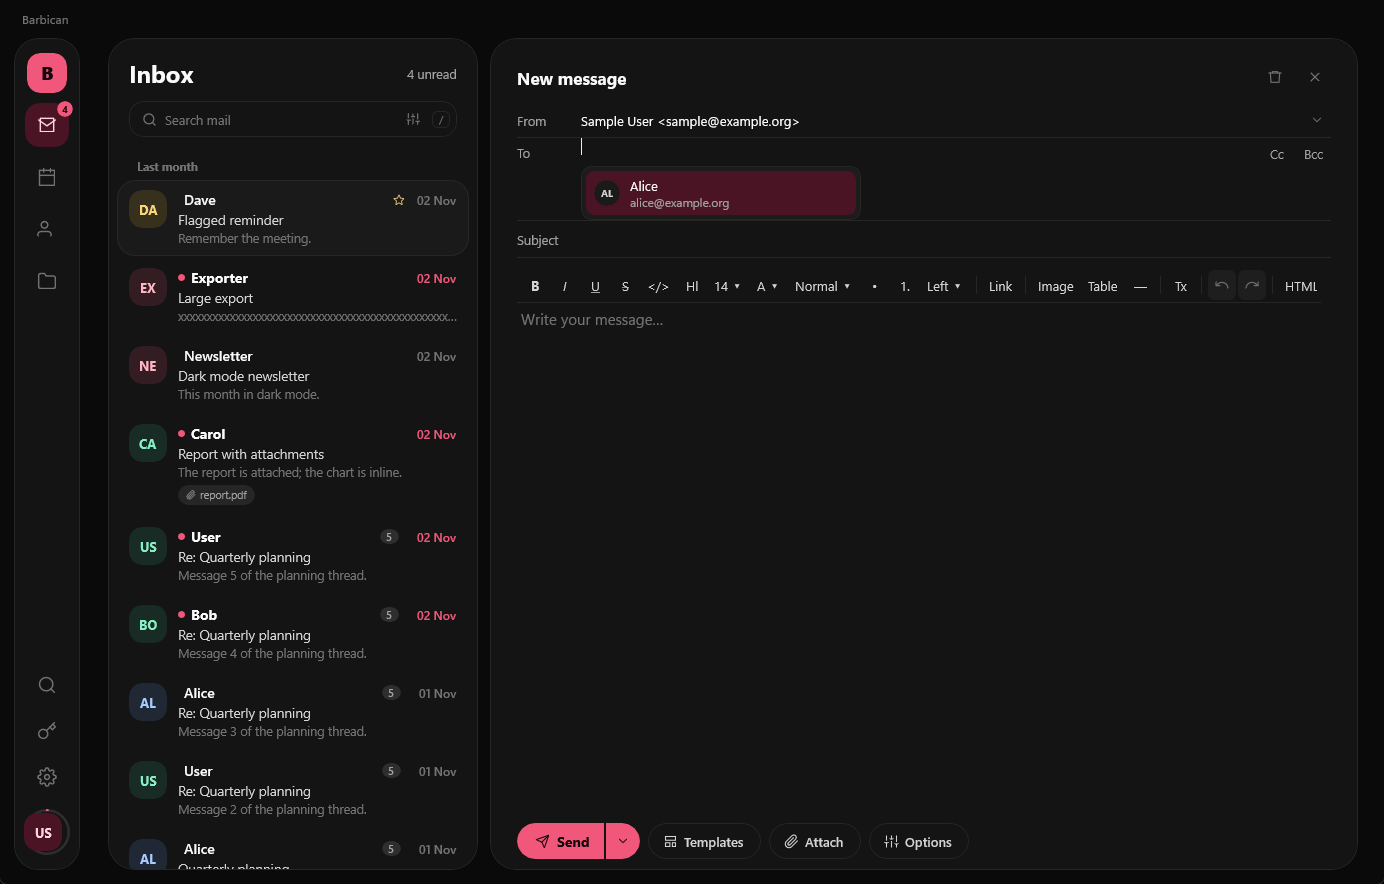 Barbican
B
4
Inbox
4 unread
Search mail
/
Last month
DA
Dave
02 Nov
Flagged reminder
Remember the meeting.
EX
Exporter
02 Nov
Large export
NE
Newsletter
02 Nov
Dark mode newsletter
This month in dark mode.
CA
Carol
02 Nov
Report with attachments
The report is attached; the chart is inline.
report.pdf
US
User
5
02 Nov
Re: Quarterly planning
Message 5 of the planning thread.
BO
Bob
5
02 Nov
Re: Quarterly planning
Message 4 of the planning thread.
AL
Alice
5
01 Nov
Re: Quarterly planning
Message 3 of the planning thread.
US
User
5
01 Nov
Re: Quarterly planning
Message 2 of the planning thread.
AL
Alice
5
01 Nov
Quarterly planning
US
New message
From
Sample User <sample@example.org>
To
Cc
Bcc
AL
Alice
alice@example.org
Subject
B I U S </> Hl 14 A Normal • 1. Left Link Image Table — Tx HTML
Write your message...
Send
Templates
Attach
Options